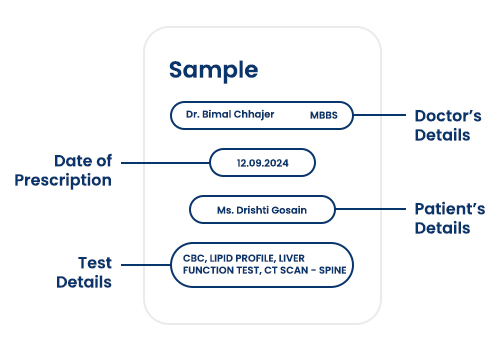 Sample
Dr. Bimal Chhajer MBBS
Doctor's
Details
Date of
Prescription
12.09.2024
Ms. Drishti Gosain
Patient's
Details
Test
Details
CBC, LIPID PROFILE, LIVER
FUNCTION TEST, CT SCAN - SPINE